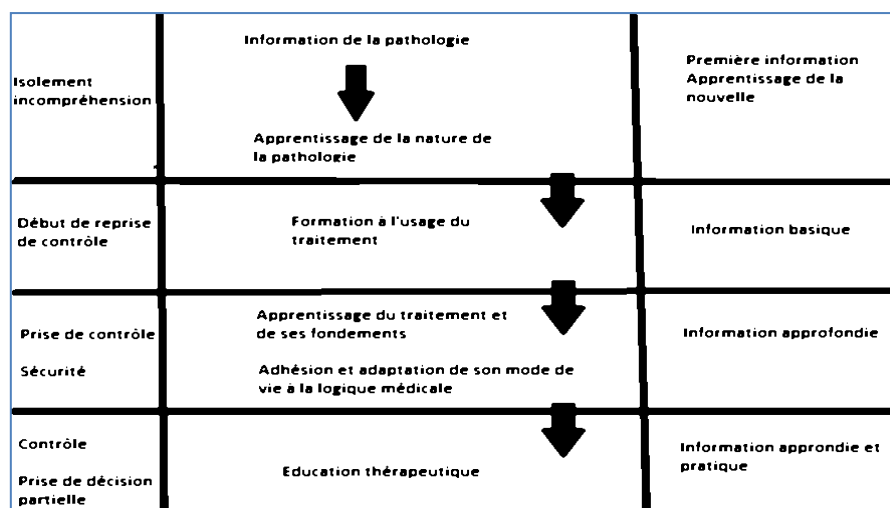 Isolement
incompréhension
Information de la pathologie
Apprentissage de la nature de
la pathologie
Première information
Apprentissage de la
nouvelle
Début de reprise
de contrôle
Formation à l'usage du
traitement
Information basique
Prise de contrôle
Sécurité
Apprentissage du traitement et
de ses fondements
Adhésion et adaptation de son mode de
vie à la logique médicale
Information approfondie
Contrôle
Prise de décision
partielle
Education thérapeutique
Information approndie et
pratique